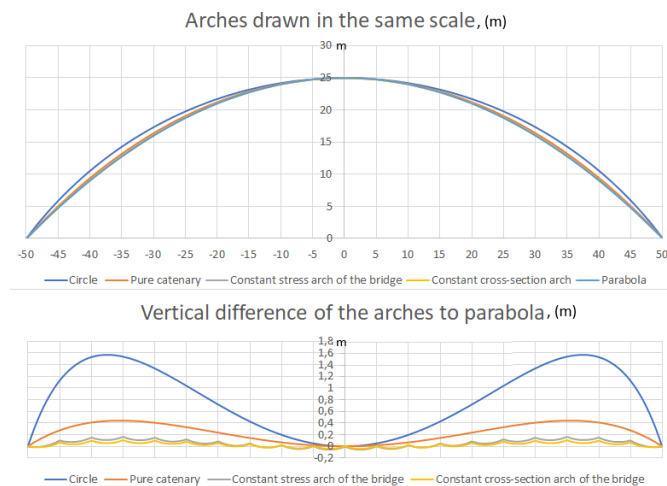 Arches drawn in the same scale, (m)
30 m
25
20
15
10
5
0
-50 -45 -40 -35 -30 -25 -20 -15 -10 -5 0 5 10 15 20 25 30 35 40 45 50
Circle Pure catenary Constant stress arch of the bridge Constant cross-section arch Parabola
Vertical difference of the arches to parabola, (m)
1,8 m
1,6
1,4
1,2
1
0,8
0,6
0,4
0,2
0
-0,2
Circle Pure catenary Constant stress arch of the bridge Constant cross-section arch of the bridge